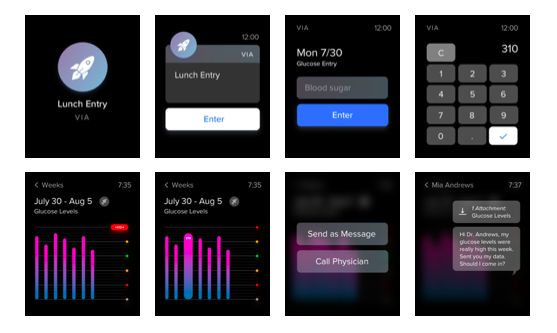 Lunch Entry
VIA
12:00
VIA
Lunch Entry
Enter
VIA 12:00
Mon 7/30
Glucose Entry
Blood sugar
Enter
VIA 12:00
C 310
1 2 3
4 5 6
7 8 9
0 .
< Weeks 7:35
July 30 - Aug 5
Glucose Levels
HIGH
< Weeks 7:35
July 30 - Aug 5
Glucose Levels
Send as Message
Call Physician
< Mia Andrews 7:37
1 Attachment
Glucose Levels
Hi Dr. Andrews, my
glucose levels were
really high this week.
Sent you my data.
Should I come in?